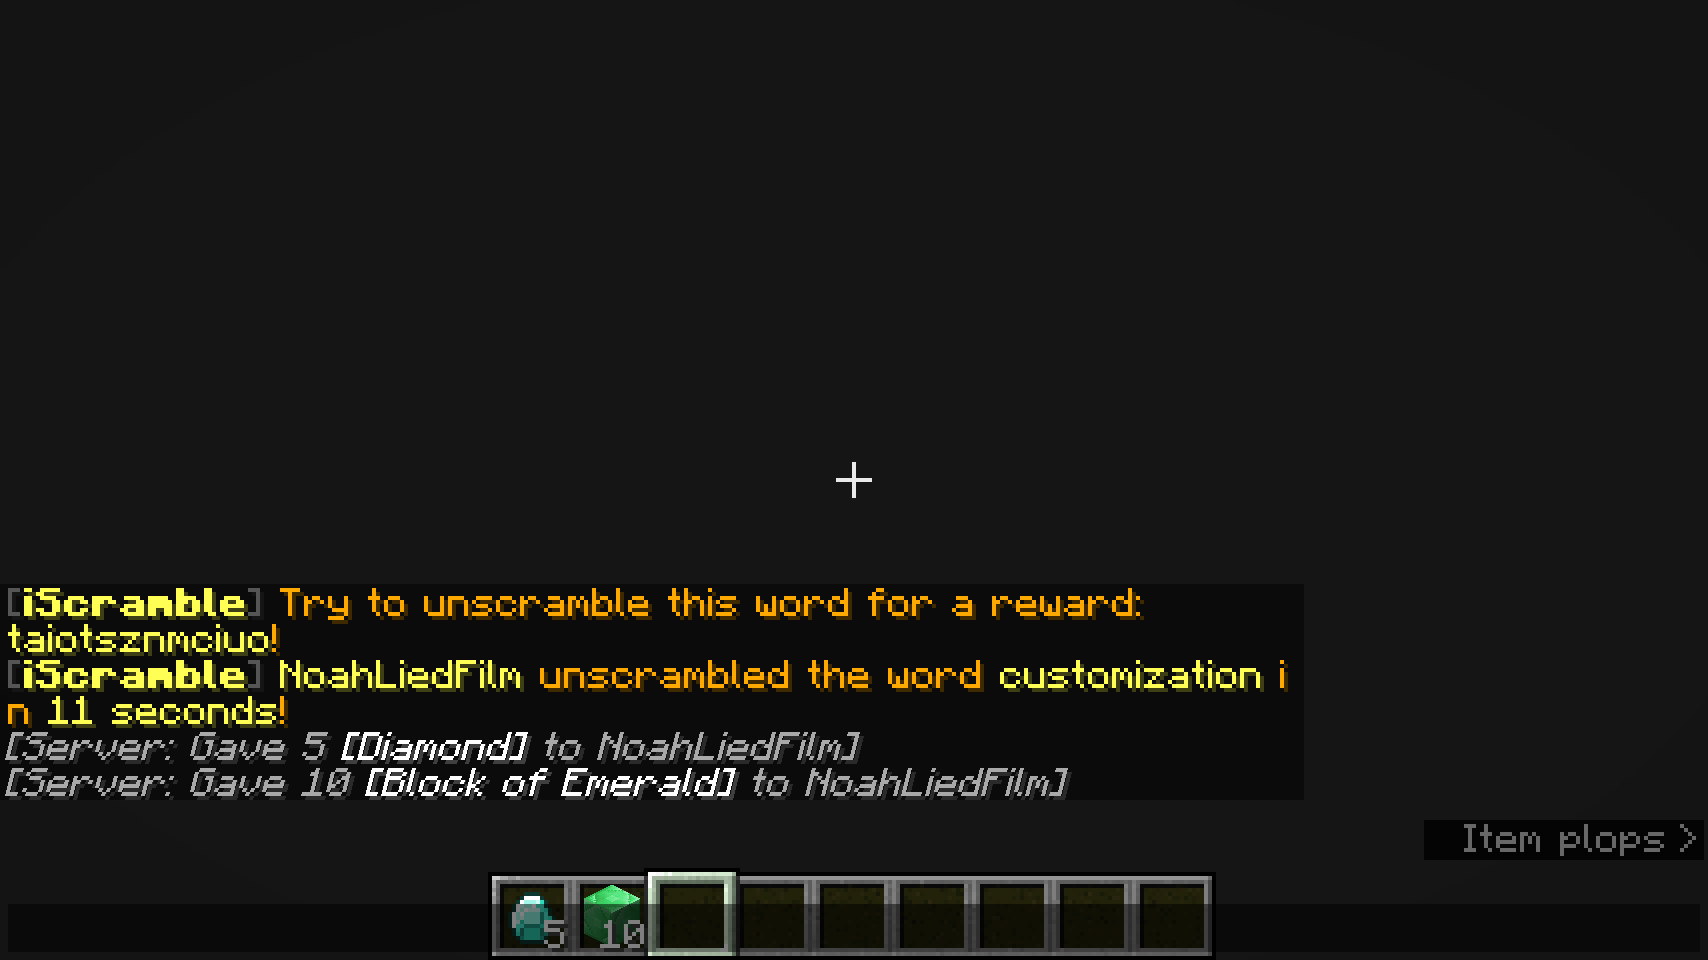 [iScramble] Try to unscramble this word for a reward:
taiotsznmciuo!
[iScramble] NoahLiedFilm unscrambled the word customization i
n 11 seconds!
[Server: Gave 5 [Diamond] to NoahLiedFilm]
[Server: Gave 10 [Block of Emerald] to NoahLiedFilm]
Item plops >
5
10